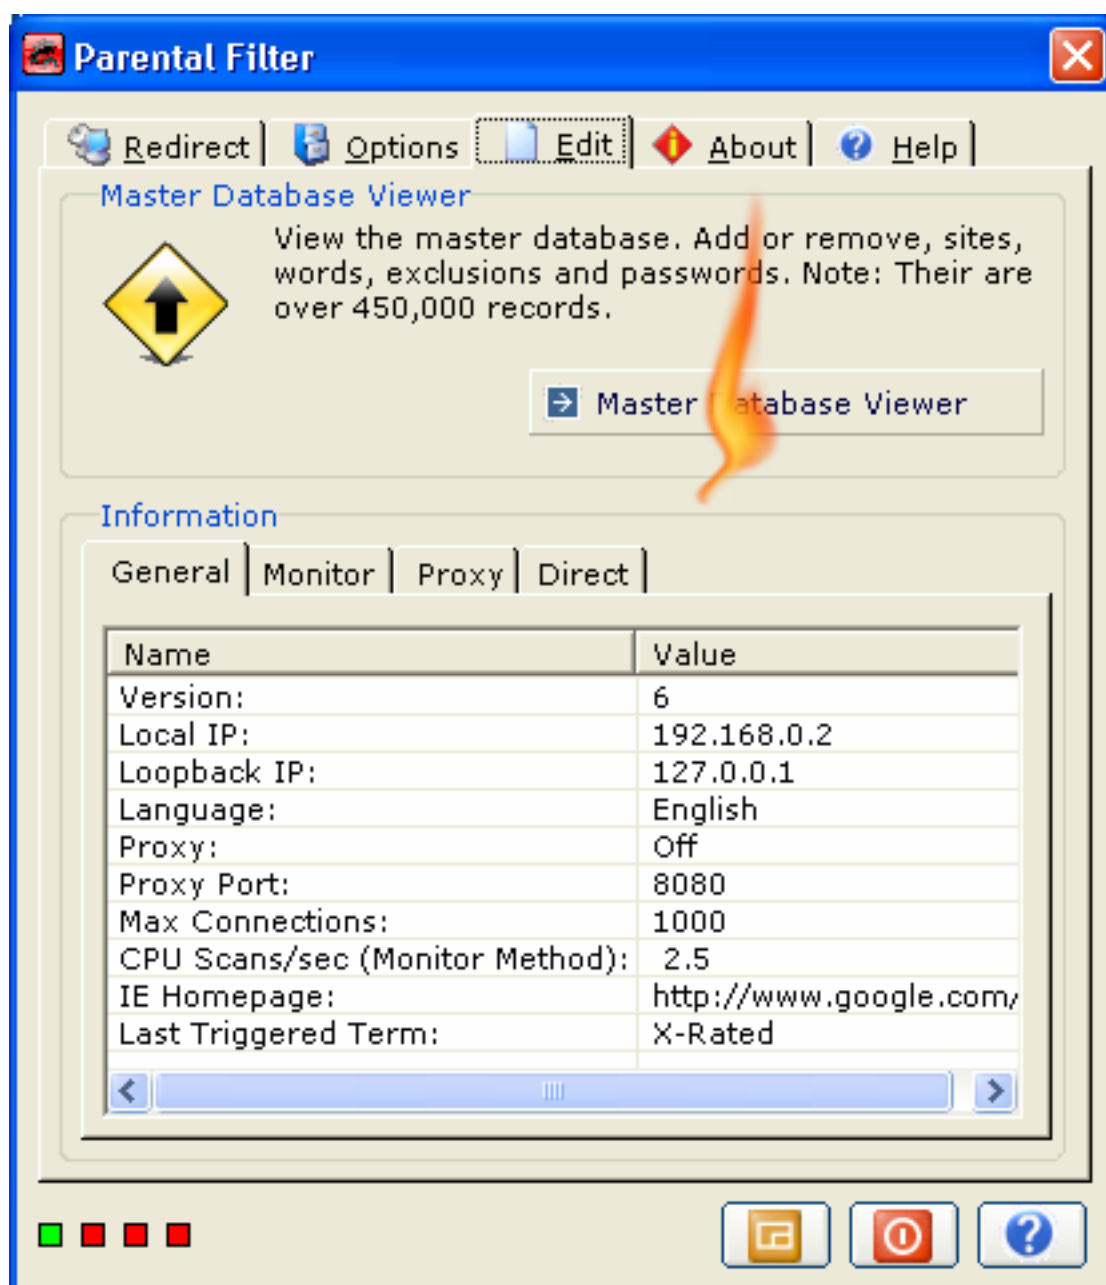 Parental Filter
Redirect Options Edit About Help
Master Database Viewer
View the master database. Add or remove, sites,
words, exclusions and passwords. Note: Their are
over 450,000 records.
Master Database Viewer
Information
General Monitor Proxy Direct
Name Value
Version: 6
Local IP: 192.168.0.2
Loopback IP: 127.0.0.1
Language: English
Proxy: Off
Proxy Port: 8080
Max Connections: 1000
CPU Scans/sec (Monitor Method): 2.5
IE Homepage: http://www.google.com/
Last Triggered Term: X-Rated